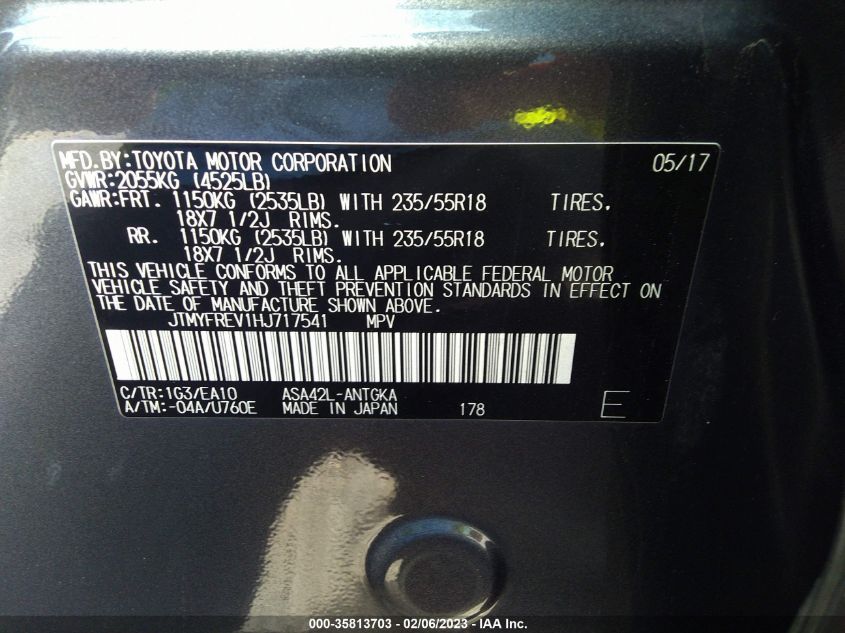 MFD.BY:TOYOTA MOTOR CORPORATION 05/17
GVWR:2055KG (4525LB)
GAWR:FRT. 1150KG (2535LB) WITH 235/55R18 TIRES.
18X7 1/2J RIMS.
RR. 1150KG (2535LB) WITH 235/55R18 TIRES.
18X7 1/2J RIMS.
THIS VEHICLE CONFORMS TO ALL APPLICABLE FEDERAL MOTOR
VEHICLE SAFETY AND THEFT PREVENTION STANDARDS IN EFFECT ON
THE DATE OF MANUFACTURE SHOWN ABOVE.
JTMYFREV1HJ717541 MPV
C/TR:1G3/EA10 ASA42L-ANTGKA
A/TM:-04A/U760E MADE IN JAPAN 178 E
000-35813703 - 02/06/2023 - IAA Inc.